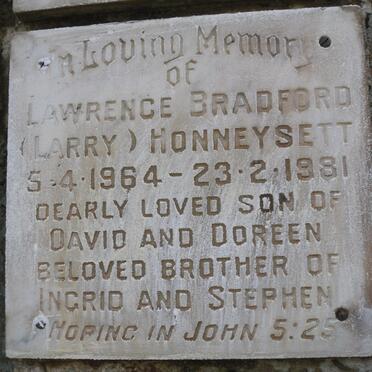 In Loving Memory
of
LAWRENCE BRADFORD
(LARRY) HONNEYSETT
5·4·1964 – 23·2·1981
DEARLY LOVED SON OF
DAVID AND DOREEN
BELOVED BROTHER OF
INGRID AND STEPHEN
HOPING IN JOHN 5:25